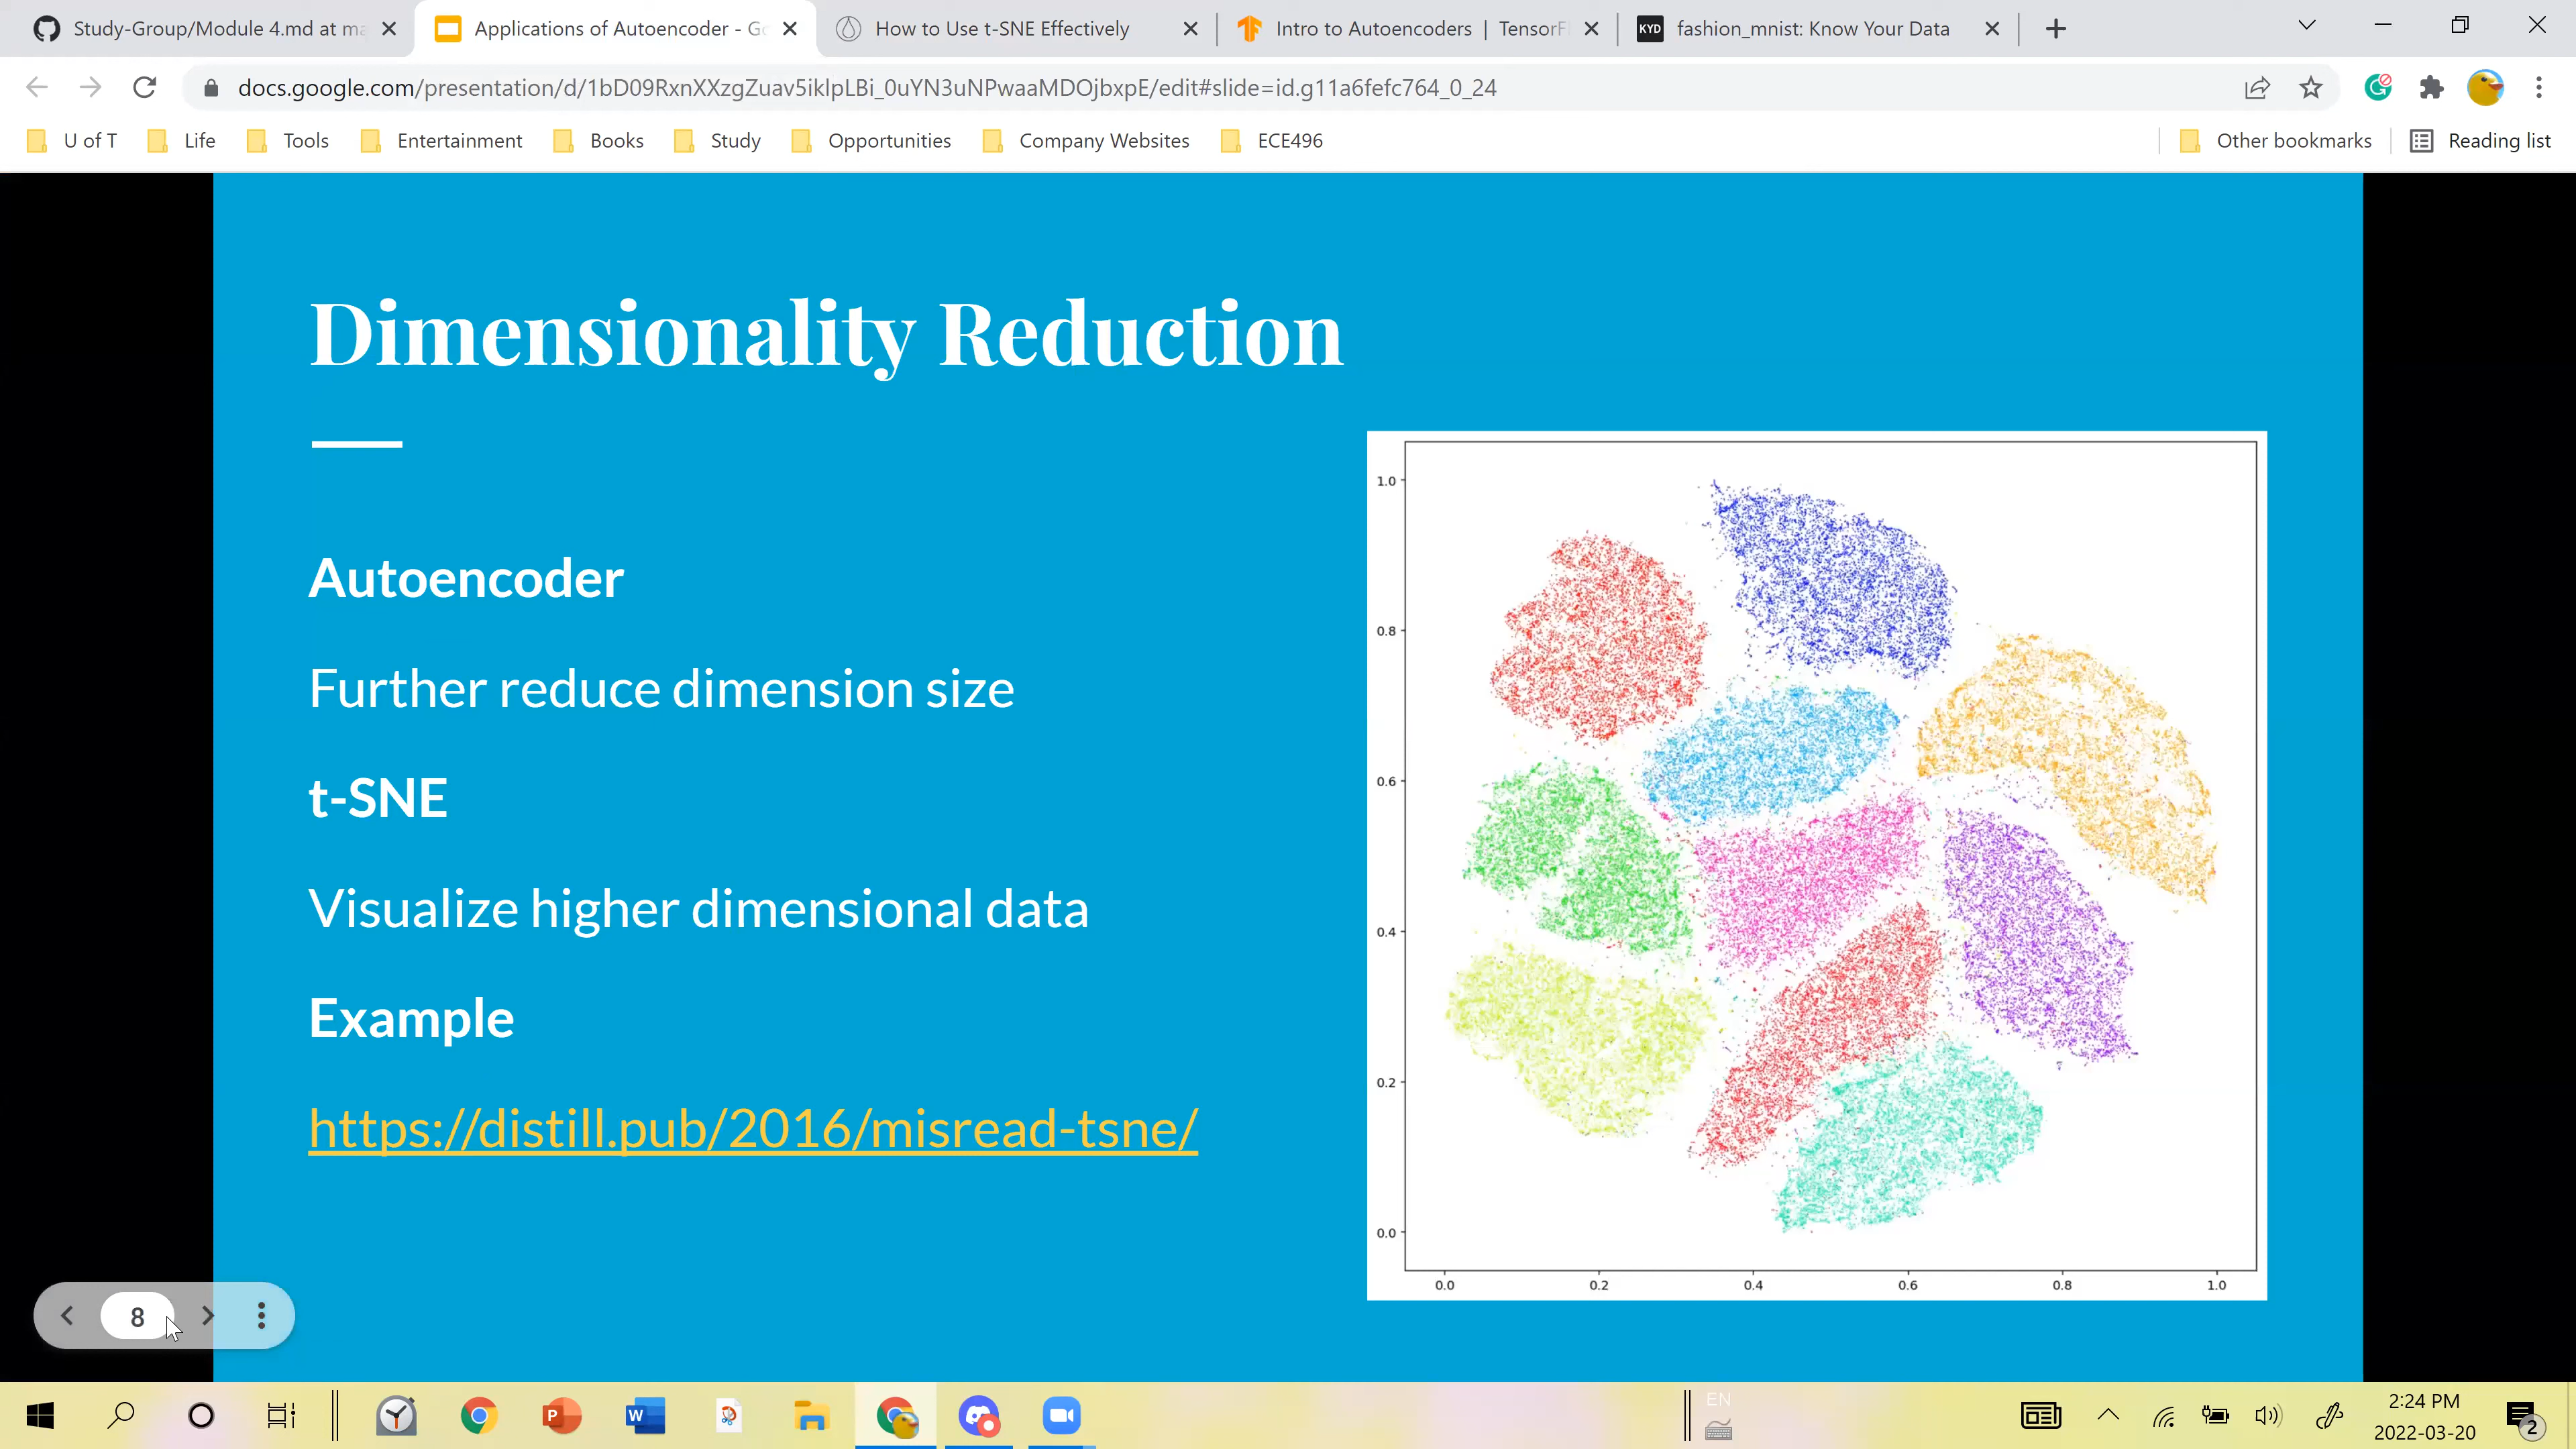 Study-Group/Module 4.md at ma
Applications of Autoencoder - Go
How to Use t-SNE Effectively
Intro to Autoencoders | TensorF
KYD
fashion_mnist: Know Your Data
docs.google.com/presentation/d/1bD09RxnXXzgZuav5iklpLBi_0uYN3uNPwaaMDOjbxpE/edit#slide=id.g11a6fefc764_0_24
U of T
Life
Tools
Entertainment
Books
Study
Opportunities
Company Websites
ECE496
Other bookmarks
Reading list
Dimensionality Reduction
Autoencoder
Further reduce dimension size
t-SNE
Visualize higher dimensional data
Example
https://distill.pub/2016/misread-tsne/
1.0
0.8
0.6
0.4
0.2
0.0
0.0 0.2 0.4 0.6 0.8 1.0
8
EN
2:24 PM
2022-03-20
2